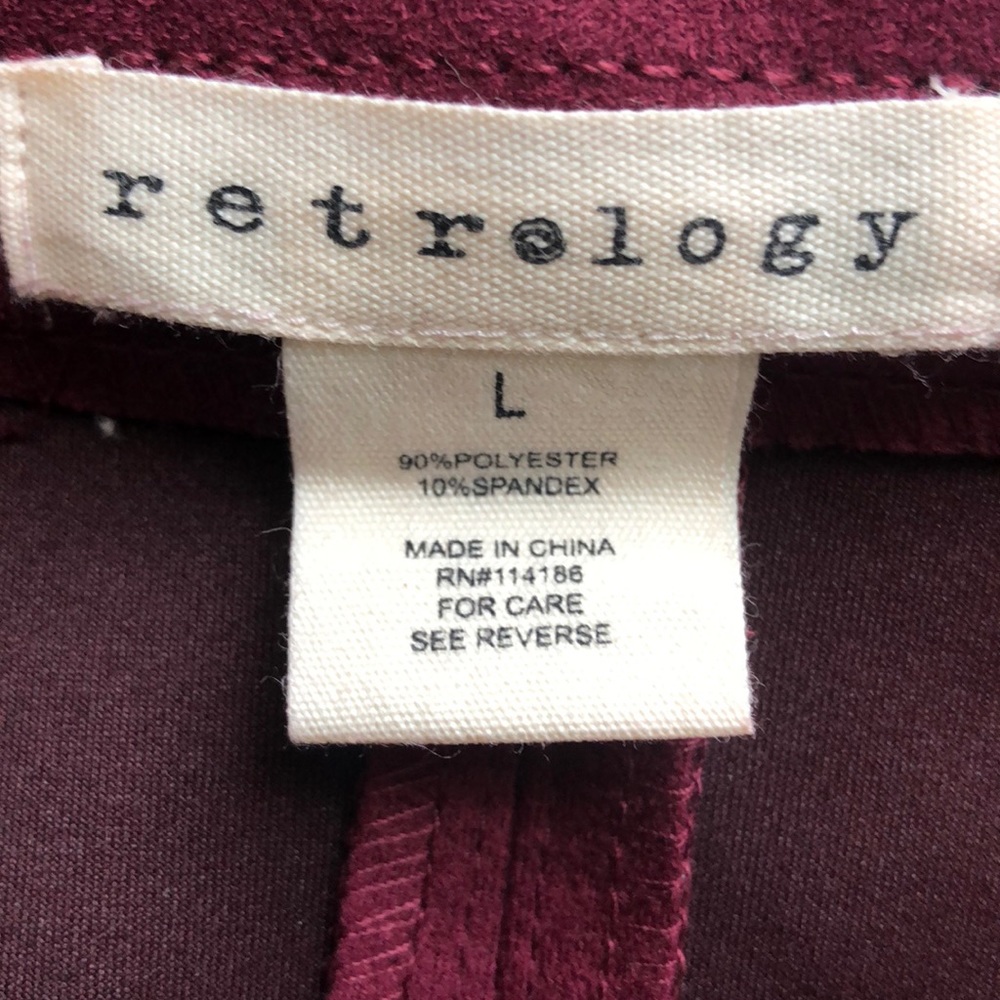 retrology
L
90%POLYESTER
10%SPANDEX
MADE IN CHINA
RN#114186
FOR CARE
SEE REVERSE